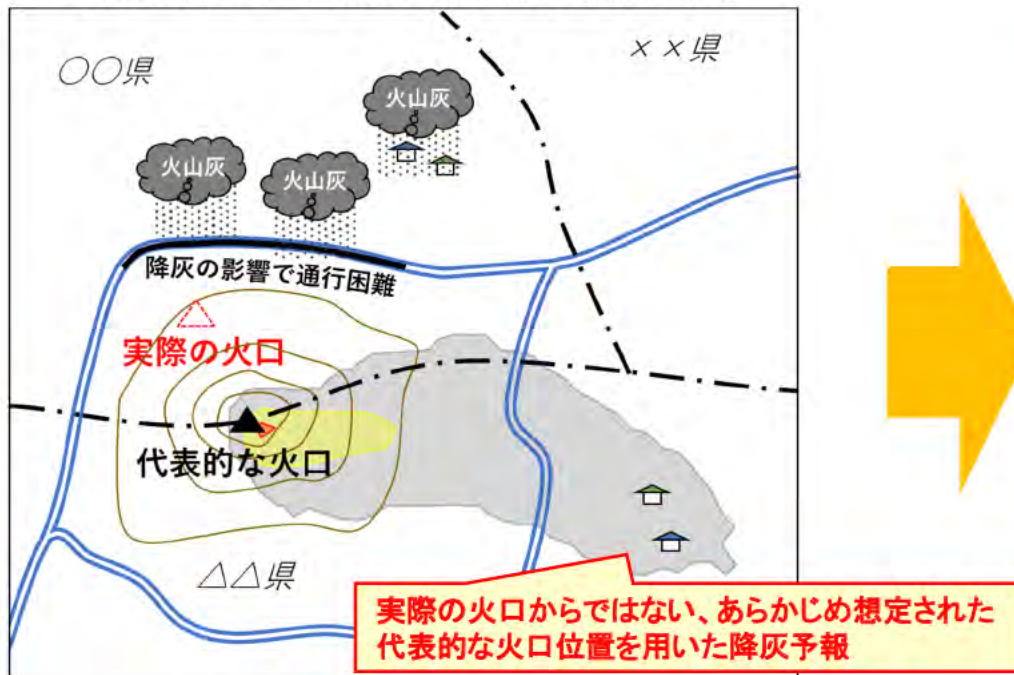 ○○県
××県
火山灰
火山灰
火山灰
降灰の影響で通行困難
実際の火口
代表的な火口
△△県
実際の火口からではない、あらかじめ想定された
代表的な火口位置を用いた降灰予報